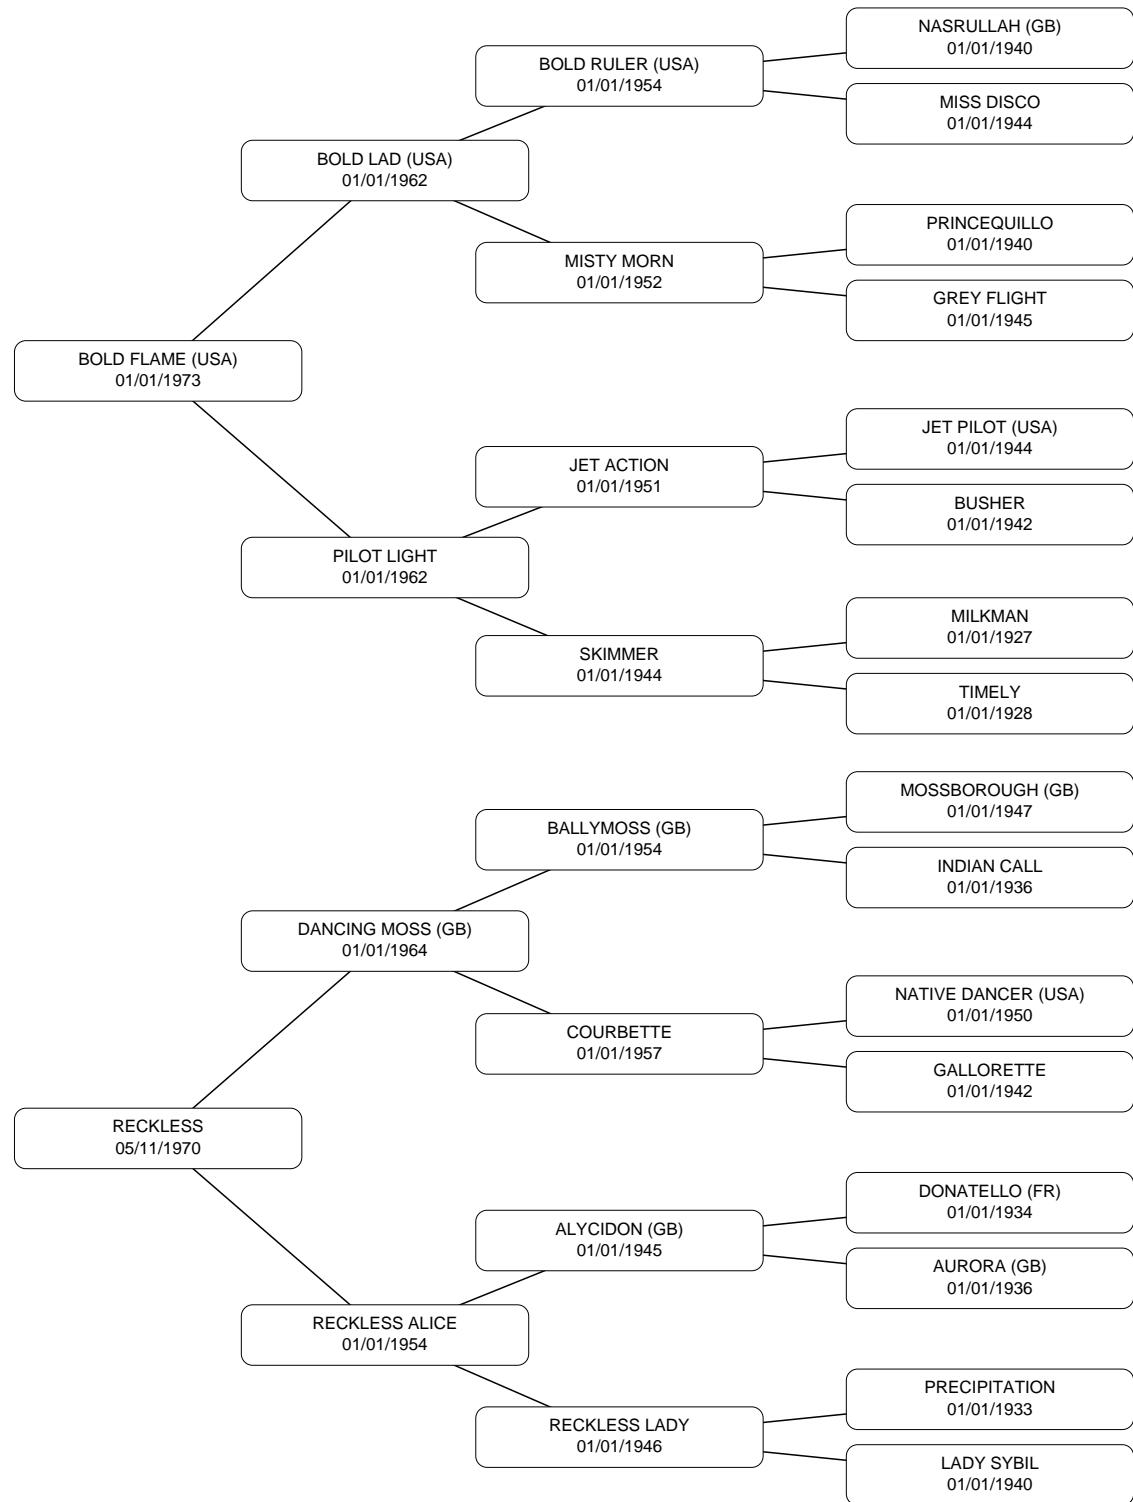 NASRULLAH (GB)
01/01/1940
BOLD RULER (USA)
01/01/1954
MISS DISCO
01/01/1944
BOLD LAD (USA)
01/01/1962
PRINCEQUILLO
01/01/1940
MISTY MORN
01/01/1952
GREY FLIGHT
01/01/1945
BOLD FLAME (USA)
01/01/1973
JET PILOT (USA)
01/01/1944
JET ACTION
01/01/1951
BUSHER
01/01/1942
PILOT LIGHT
01/01/1962
MILKMAN
01/01/1927
SKIMMER
01/01/1944
TIMELY
01/01/1928
MOSSBOROUGH (GB)
01/01/1947
BALLYMOSS (GB)
01/01/1954
INDIAN CALL
01/01/1936
DANCING MOSS (GB)
01/01/1964
NATIVE DANCER (USA)
01/01/1950
COURBETTE
01/01/1957
GALLORETTE
01/01/1942
RECKLESS
05/11/1970
DONATELLO (FR)
01/01/1934
ALYCIDON (GB)
01/01/1945
AURORA (GB)
01/01/1936
RECKLESS ALICE
01/01/1954
PRECIPITATION
01/01/1933
RECKLESS LADY
01/01/1946
LADY SYBIL
01/01/1940